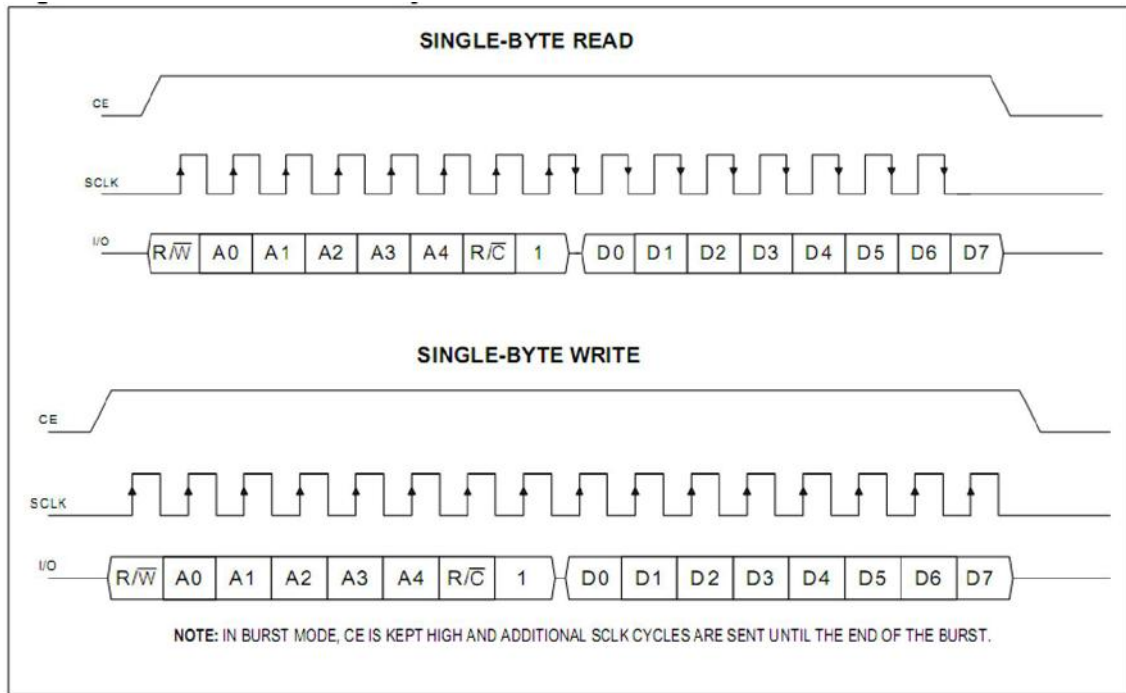 SINGLE-BYTE READ
CE
SCLK
I/O
R/W̅ A0 A1 A2 A3 A4 R/C̅ 1 D0 D1 D2 D3 D4 D5 D6 D7
SINGLE-BYTE WRITE
CE
SCLK
I/O
R/W̅ A0 A1 A2 A3 A4 R/C̅ 1 D0 D1 D2 D3 D4 D5 D6 D7
NOTE: IN BURST MODE, CE IS KEPT HIGH AND ADDITIONAL SCLK CYCLES ARE SENT UNTIL THE END OF THE BURST.